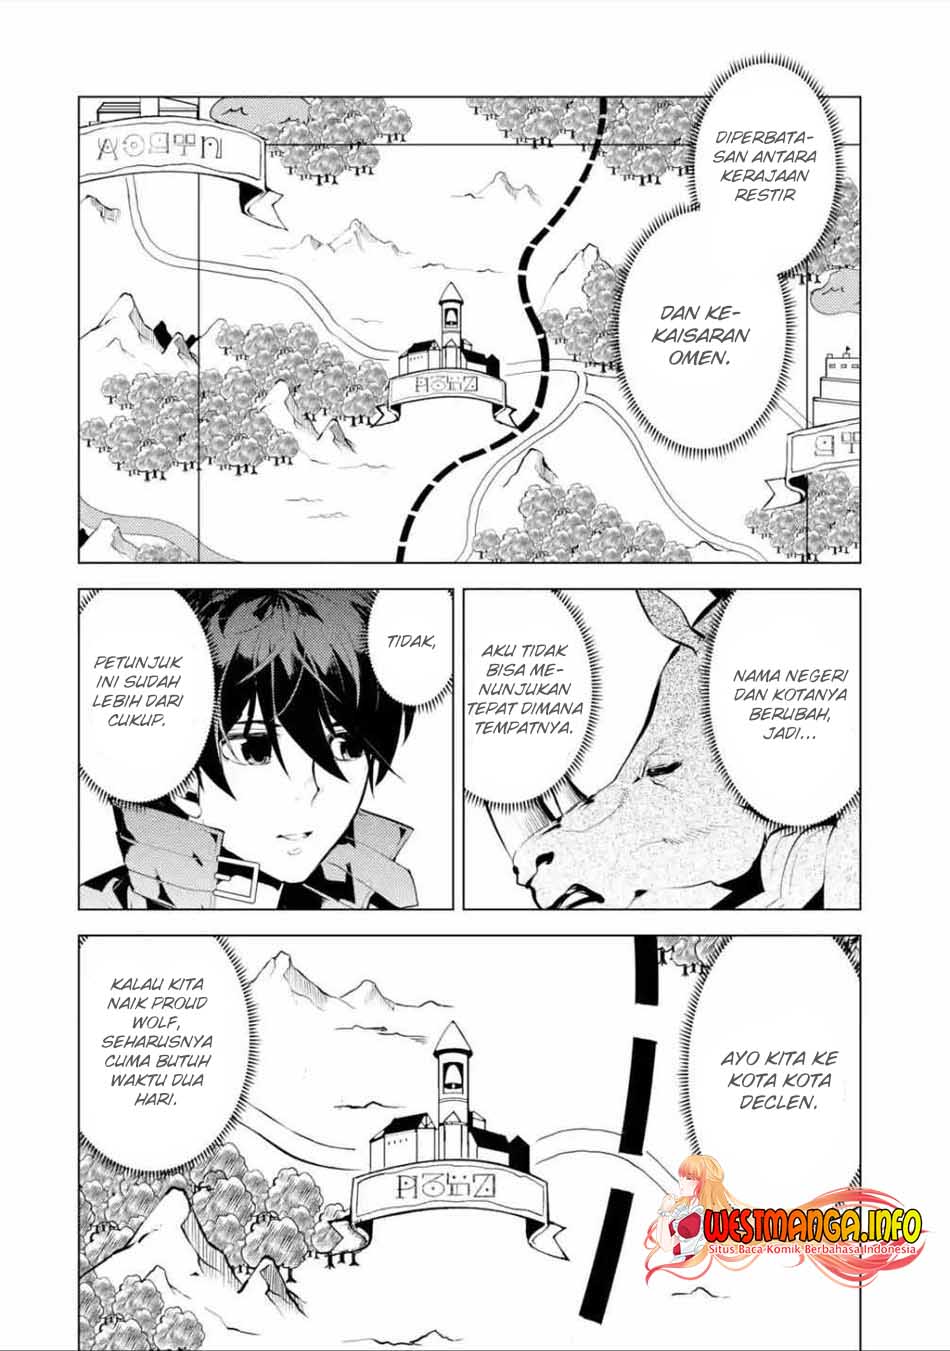 DIPERBATA-
SAN ANTARA
KERAJAAN
RESTIR
DAN KE-
KAISARAN
OMEN.
NAMA NEGERI
DAN KOTANYA
BERUBAH,
JADI...
AKU TIDAK
BISA ME-
NUNJUKAN
TEPAT DIMANA
TEMPATNYA.
TIDAK,
PETUNJUK
INI SUDAH
LEBIH DARI
CUKUP.
AYO KITA KE
KOTA KOTA
DECLEN.
KALAU KITA
NAIK PROUD
WOLF,
SEHARUSNYA
CUMA BUTUH
WAKTU DUA
HARI.
WESTMANGA.INFO
SITUS BACA KOMIK BERBAHASA INDONESIA